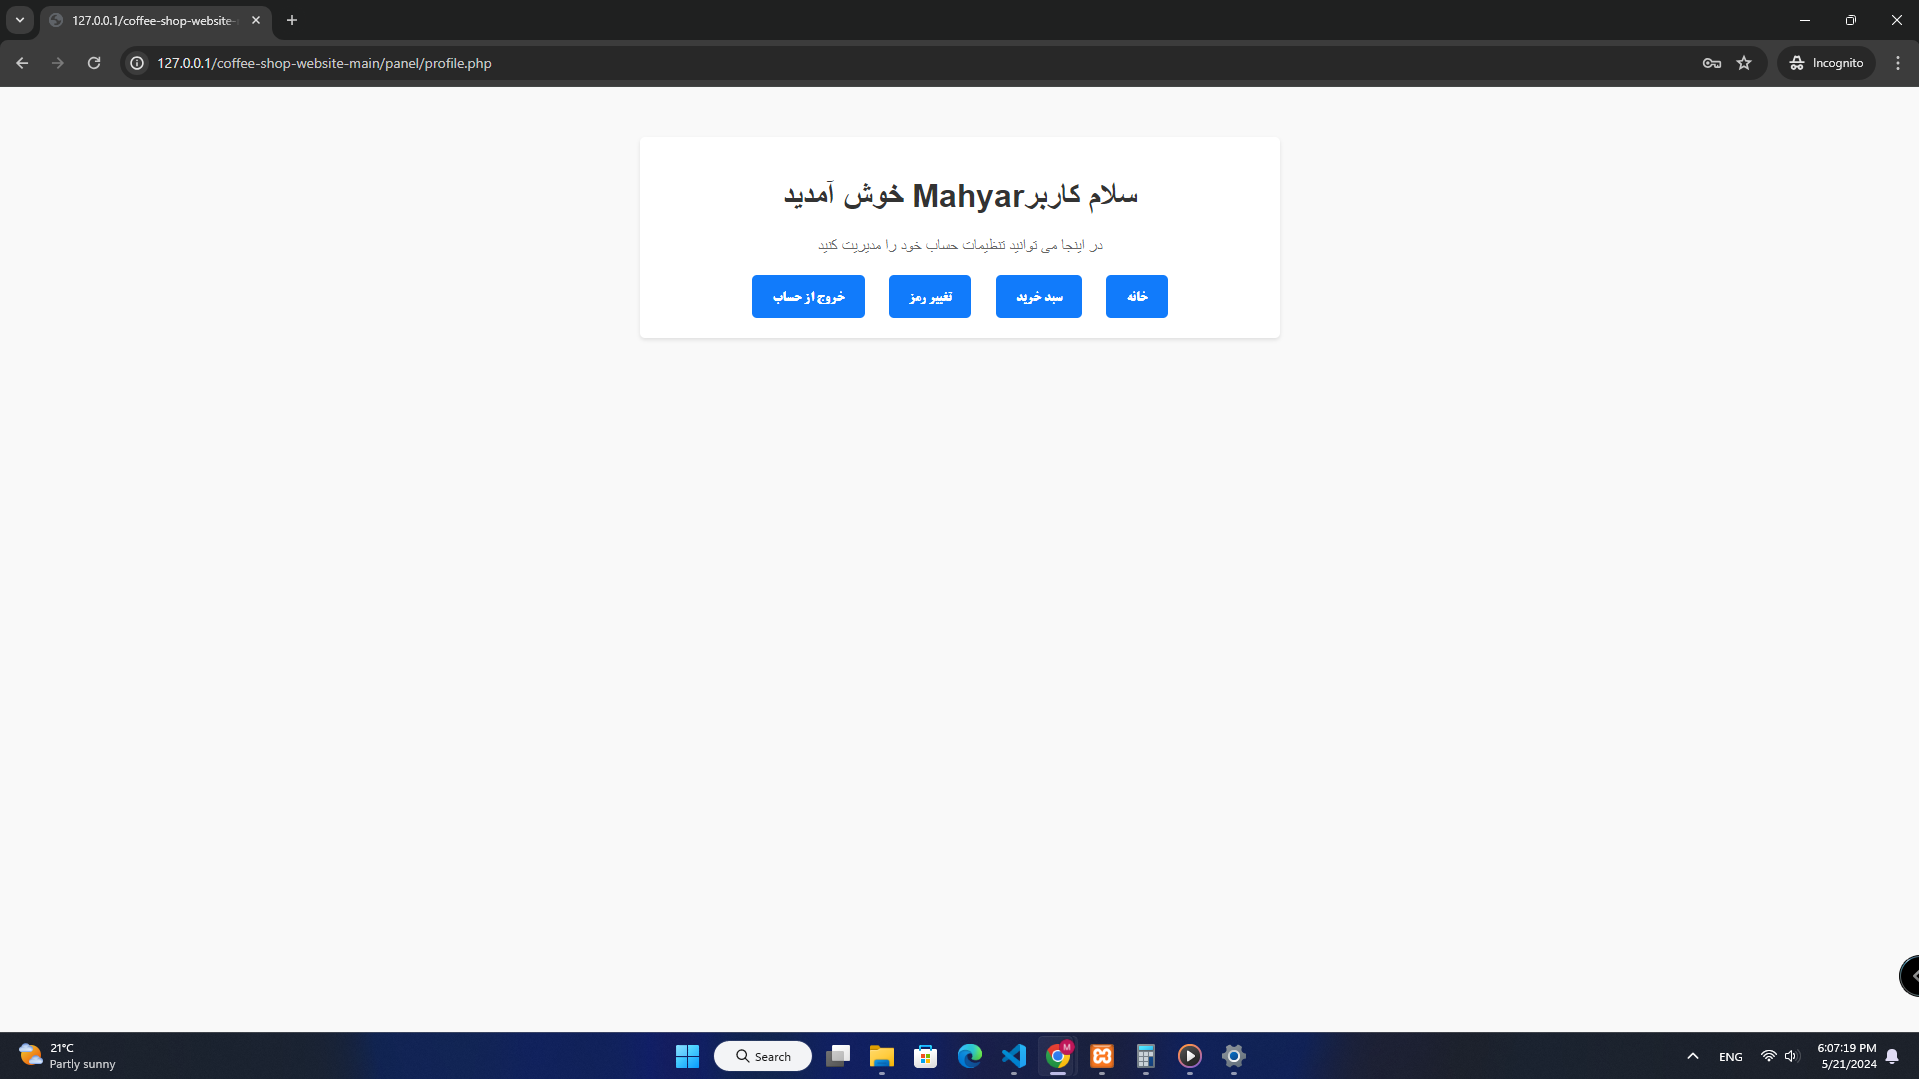 127.0.0.1/coffee-shop-website-
127.0.0.1/coffee-shop-website-main/panel/profile.php
Incognito
سلام کاربرMahyar خوش آمدید
در اینجا می توانید تنظیمات حساب خود را مدیریت کنید
خانه
سبد خرید
تغییر رمز
خروج از حساب
21°C
Partly sunny
Search
M
ENG
6:07:19 PM
5/21/2024